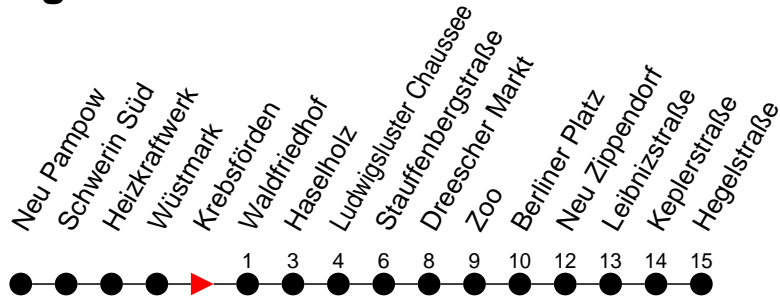 Neu Pampow
Schwerin Süd
Heizkraftwerk
Wüstmark
Krebsförden
Waldfriedhof
Haselholz
Ludwigsluster Chaussee
Stauffenbergstraße
Dreescher Markt
Zoo
Berliner Platz
Neu Zippendorf
Leibnizstraße
Keplerstraße
Hegelstraße
1 3 4 6 8 9 10 12 13 14 15